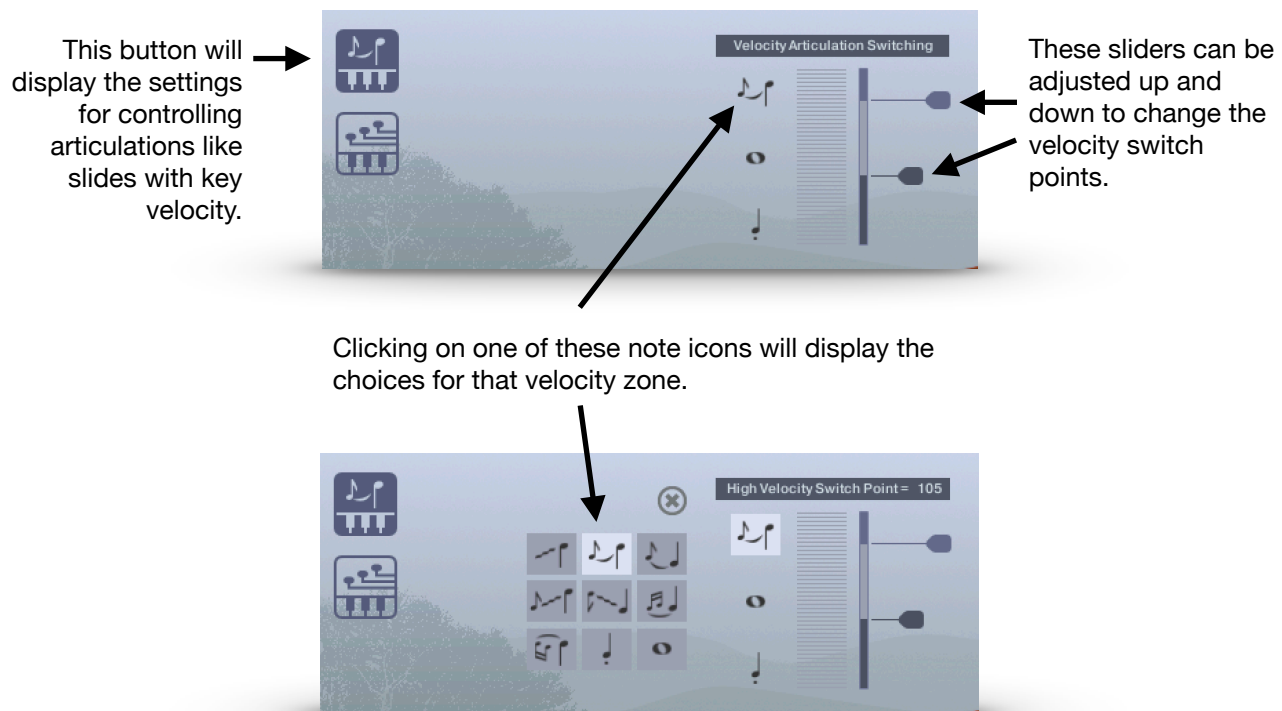 This button will
display the settings
for controlling
articulations like
slides with key
velocity.
Velocity Articulation Switching
These sliders can be
adjusted up and
down to change the
velocity switch
points.
Clicking on one of these note icons will display the
choices for that velocity zone.
High Velocity Switch Point = 105